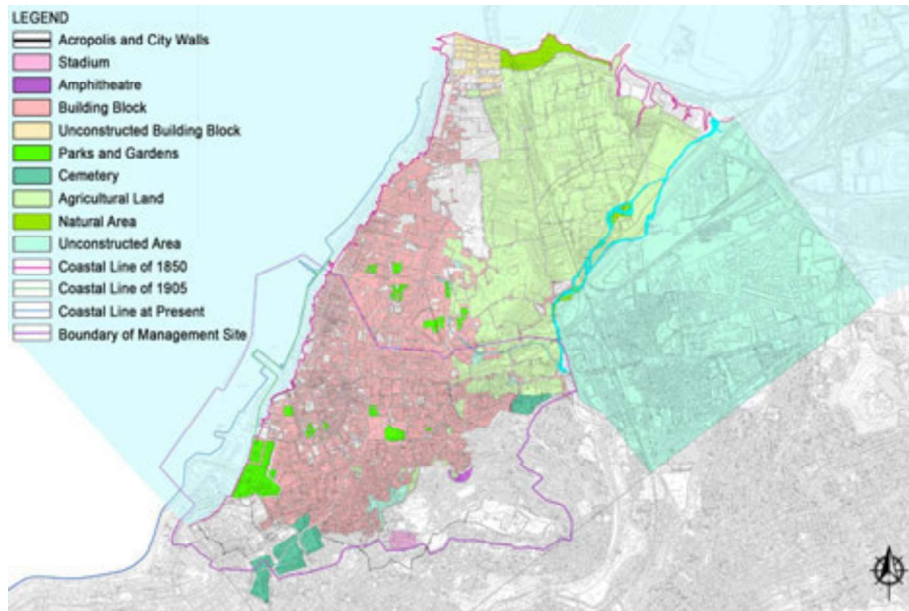 LEGEND
Acropolis and City Walls
Stadium
Amphitheatre
Building Block
Unconstructed Building Block
Parks and Gardens
Cemetery
Agricultural Land
Natural Area
Unconstructed Area
Coastal Line of 1850
Coastal Line of 1905
Coastal Line at Present
Boundary of Management Site